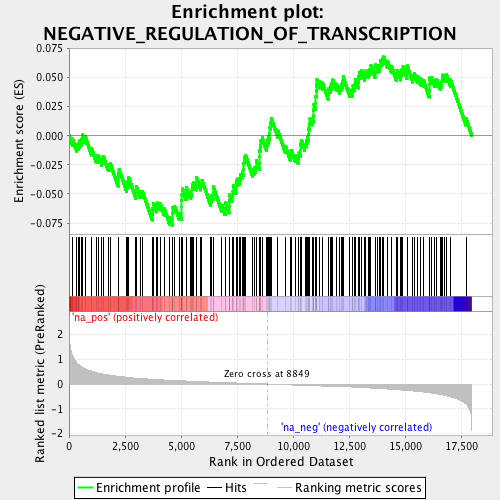 Enrichment plot:
NEGATIVE_REGULATION_OF_TRANSCRIPTION
Enrichment score (ES)
0.075
0.050
0.025
0.000
-0.025
-0.050
-0.075
'na_pos' (positively correlated)
Ranked list metric (PreRanked)
2
1
0
-1
-2
Zero cross at 8849
'na_neg' (negatively correlated)
0
2,500
5,000
7,500
10,000
12,500
15,000
17,500
Rank in Ordered Dataset
Enrichment profile
Hits
Ranking metric scores